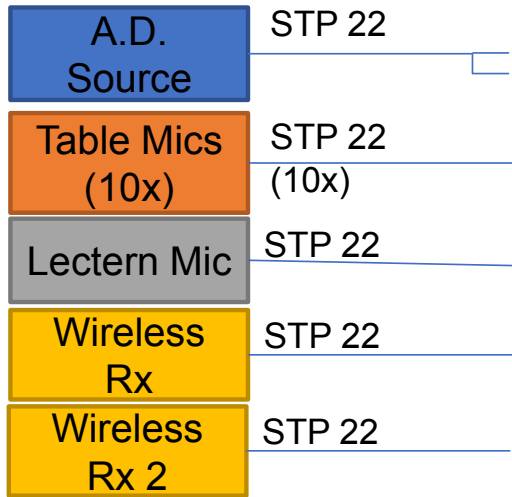 A.D.
Source
STP 22
Table Mics
(10x)
STP 22
(10x)
Lectern Mic
STP 22
Wireless
Rx
STP 22
Wireless
Rx 2
STP 22